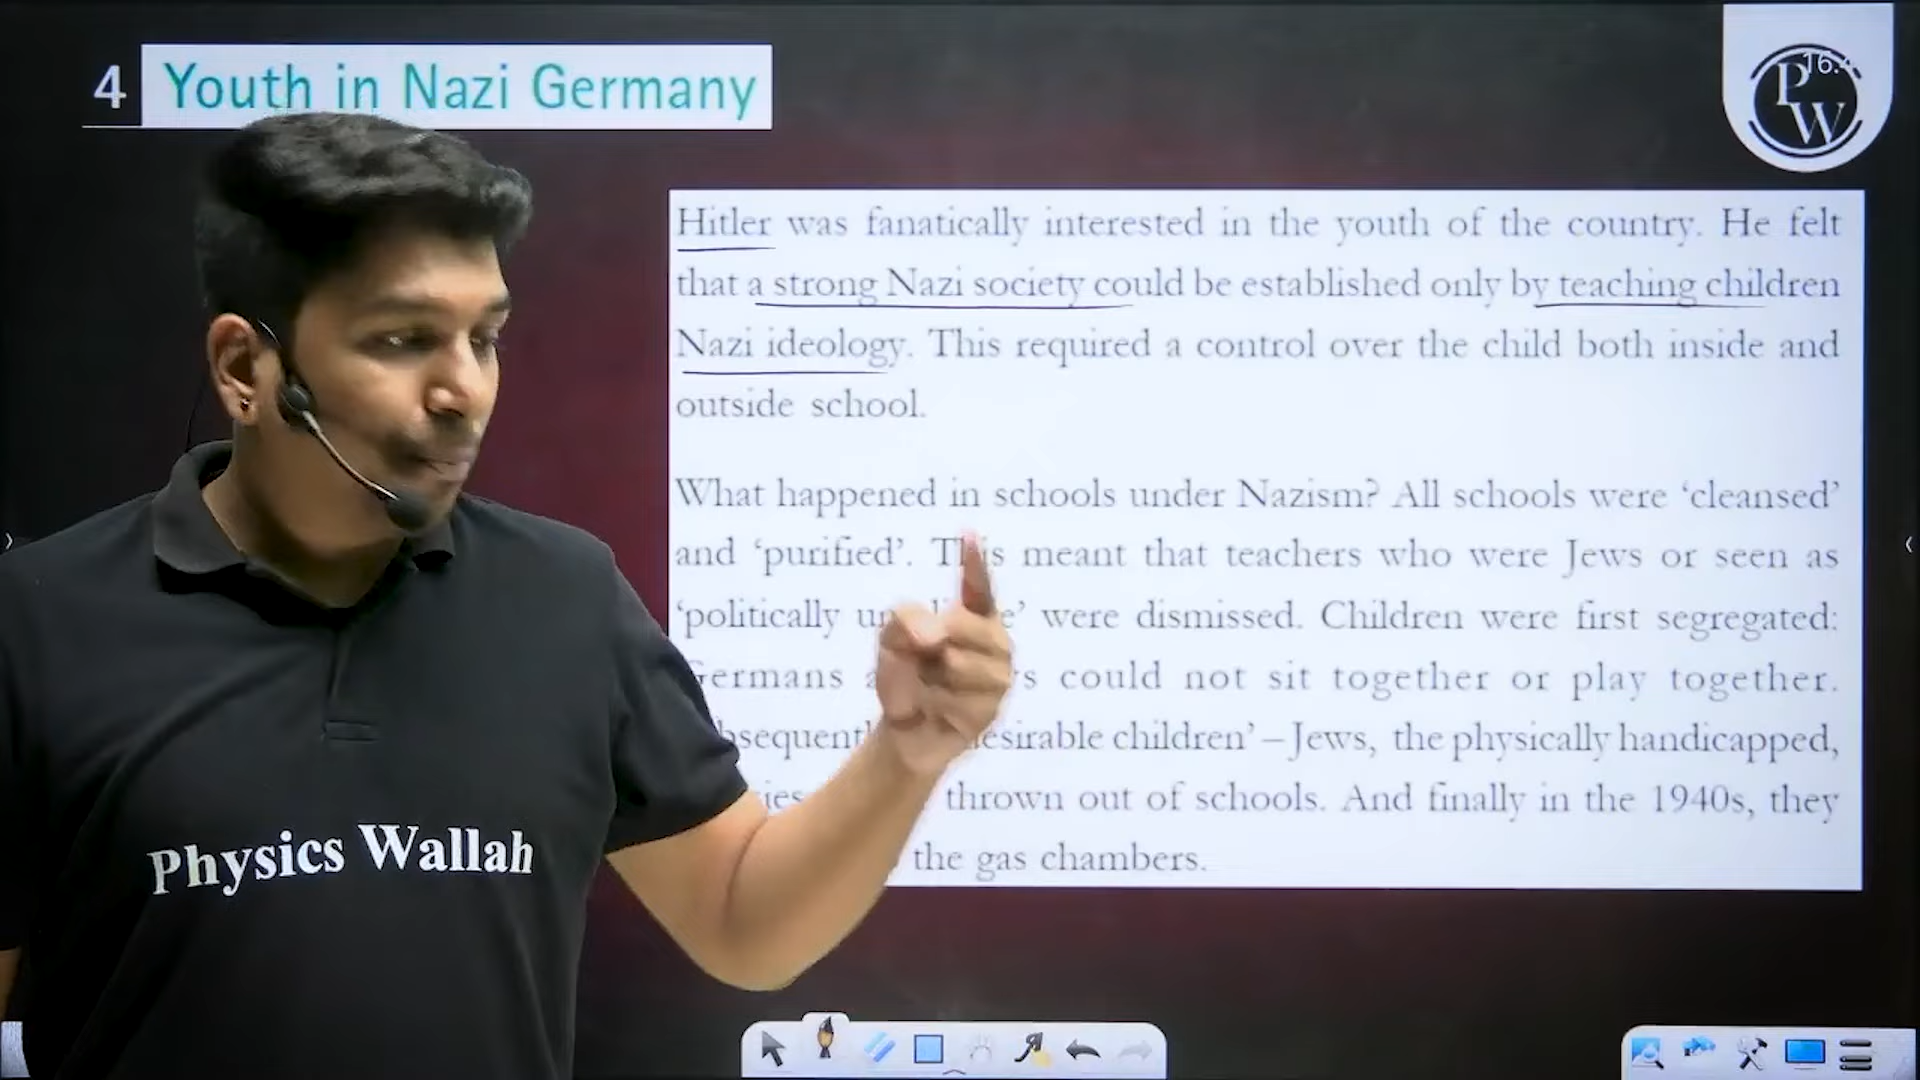 4 Youth in Nazi Germany
16.
PW
Hitler was fanatically interested in the youth of the country. He felt
that a strong Nazi society could be established only by teaching children
Nazi ideology. This required a control over the child both inside and
outside school.
What happened in schools under Nazism? All schools were ‘cleansed’
and ‘purified’. This meant that teachers who were Jews or seen as
‘politically were dismissed. Children were first segregated:
Germans could not sit together or play together.
children’ – Jews, the physically handicapped,
thrown out of schools. And finally in the 1940s, they
the gas chambers.
Physics Wallah